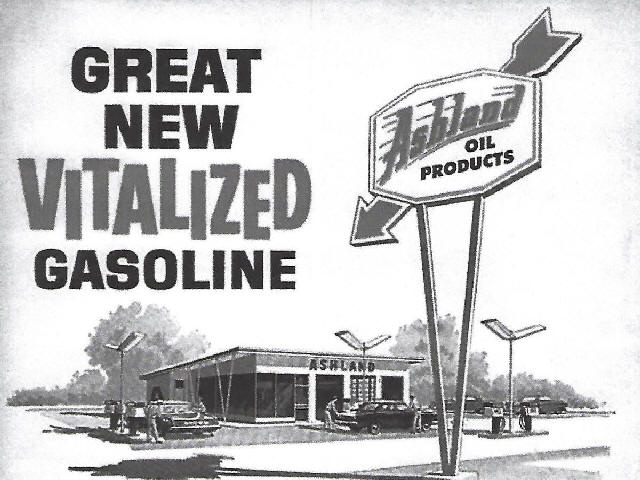 GREAT
NEW
VITALIZED
GASOLINE
Ashland
OIL
PRODUCTS
ASHLAND